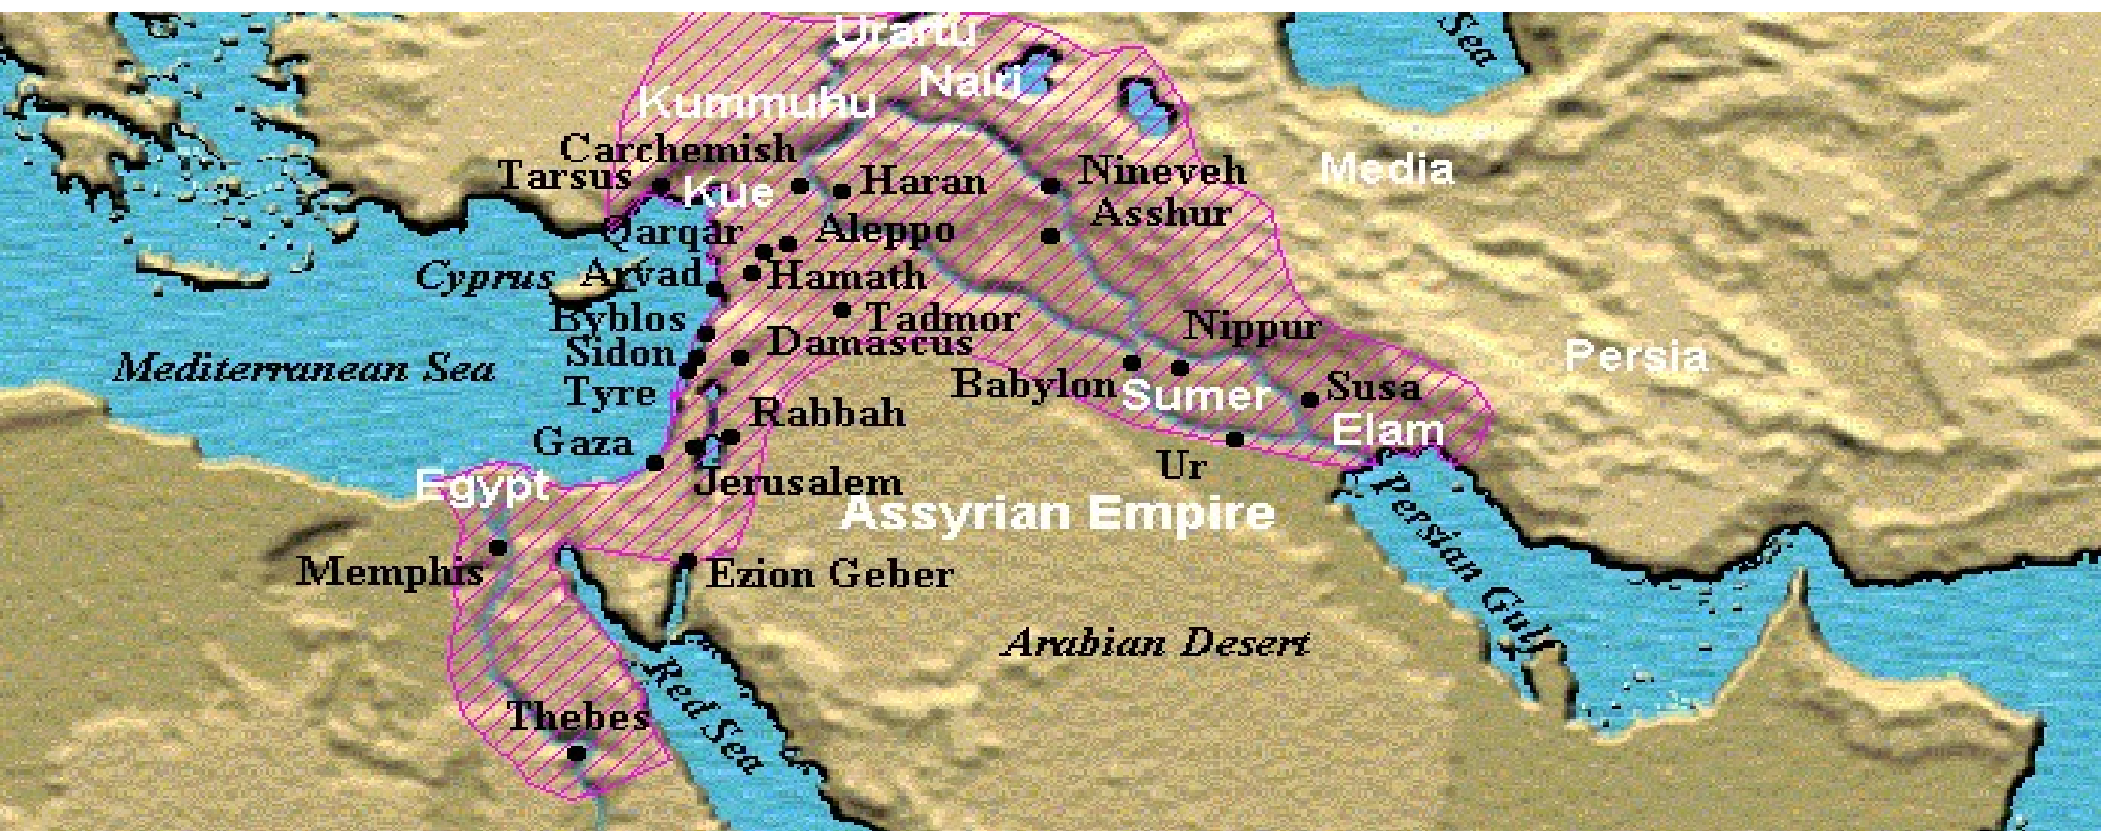 Urartu
Sea
Nairi
Kummuhu
Carchemish
Tarsus
Kue
Haran
Nineveh
Media
Asshur
Qarqar
Aleppo
Cyprus
Arvad
Hamath
Byblos
Tadmor
Nippur
Sidon
Damascus
Persia
Mediterranean Sea
Tyre
Babylon
Sumer
Susa
Rabbah
Elam
Gaza
Ur
Egypt
Jerusalem
Assyrian Empire
Persian Gulf
Memphis
Ezion Geber
Arabian Desert
Red Sea
Thebes